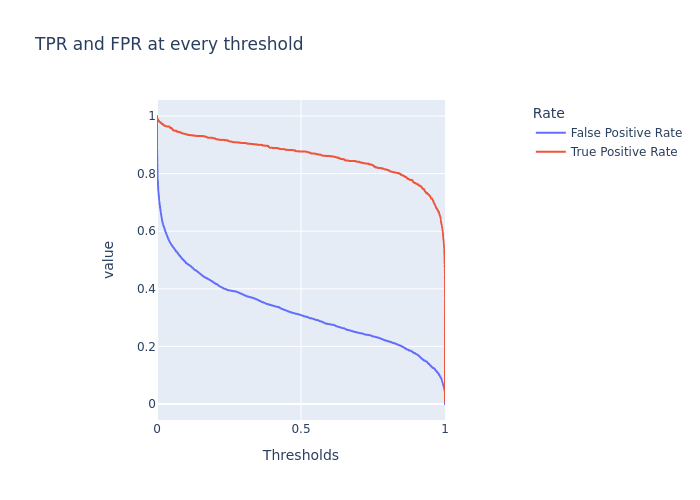 TPR and FPR at every threshold
Rate
False Positive Rate
True Positive Rate
value
1
0.8
0.6
0.4
0.2
0
0
0.5
1
Thresholds